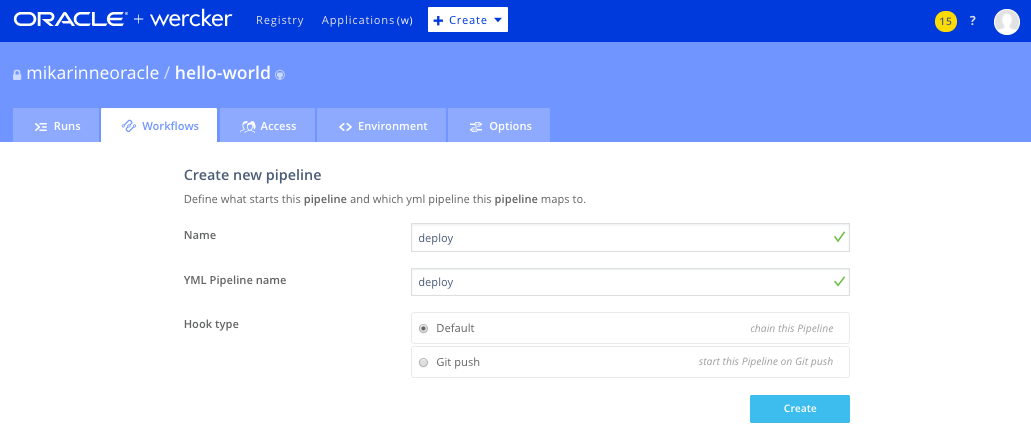 ORACLE® + wercker Registry Applications (w) + Create 15 ?
mikarinneoracle / hello-world
Runs Workflows Access Environment Options
Create new pipeline
Define what starts this pipeline and which yml pipeline this pipeline maps to.
Name deploy
YML Pipeline name deploy
Hook type Default chain this Pipeline
Git push start this Pipeline on Git push
Create